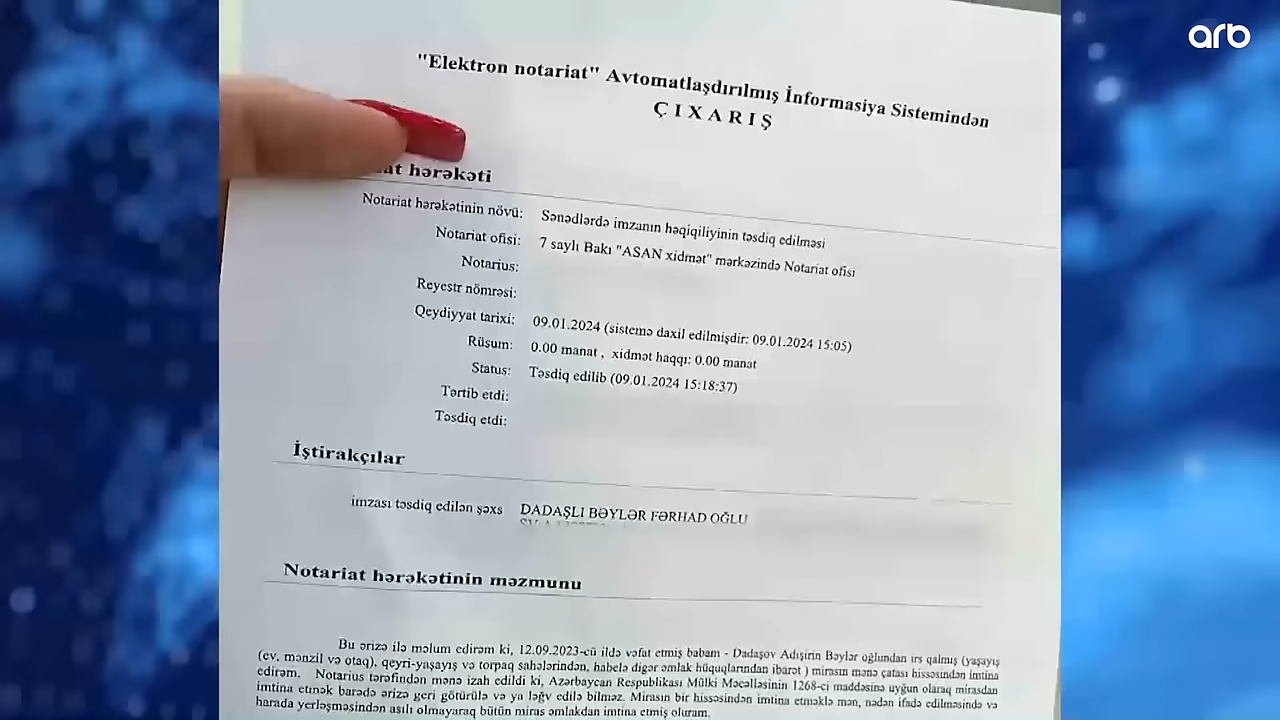 arb
"Elektron notariat" Avtomatlaşdırılmış İnformasiya Sistemindən
ÇIXARIŞ
hərəkəti
Notariat hərəkətinin növü: Sənədlərdə imzanın həqiqiliyinin təsdiq edilməsi
Notariat ofisi: 7 saylı Bakı "ASAN xidmət" mərkəzində Notariat ofisi
Notarius:
Reyestr nömrəsi:
Qeydiyyat tarixi: 09.01.2024 (sistemə daxil edilmişdir: 09.01.2024 15:05)
Rüsum: 0.00 manat , xidmət haqqı: 0.00 manat
Status: Təsdiq edilib (09.01.2024 15:18:37)
Tərtib etdi:
Təsdiq etdi:
İştirakçılar
imzası təsdiq edilən şəxs DADAŞLI BƏYLƏR FƏRHAD OĞLU
Notariat hərəkətinin məzmunu
Bu ərizə ilə məlum edirəm ki, 12.09.2023-cü ildə vəfat etmiş babam - Dadaşov Adışirin Bəylər oğlundan irs qalmış (yaşayış
(ev, mənzil və otaq), qeyri-yaşayış və torpaq sahələrindən, habelə digər əmlak hüquqlarından ibarət ) mirasın mənə çatası hissəsindən imtina
edirəm. Notarius tərəfindən mənə izah edildi ki, Azərbaycan Respublikası Mülki Məcəlləsinin 1268-ci maddəsinə uyğun olaraq mirasdan
imtina etmək barədə ərizə geri götürülə və ya ləğv edilə bilməz. Mirasın bir hissəsindən imtina etməklə mən, nədən ifadə edilməsində və
harada yerləşməsindən asılı olmayaraq bütün miras əmlakdan imtina etmiş oluram.